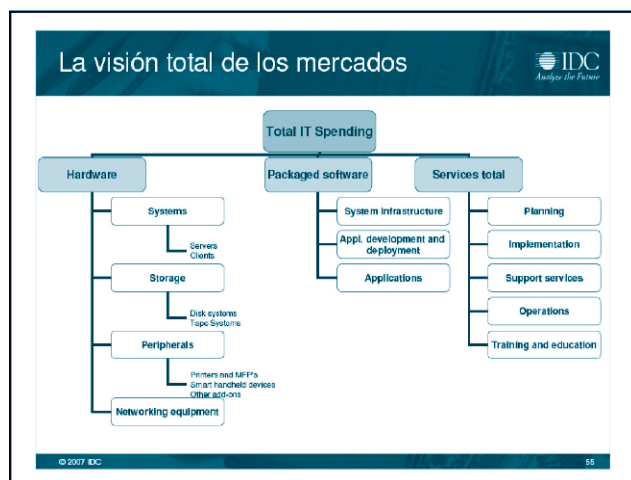 La visión total de los mercados
IDC
Analyze the Future
Total IT Spending
Hardware
Packaged software
Services total
Systems
Servers
Clients
Storage
Disk systems
Tape Systems
Peripherals
Printers and MFP's
Smart handheld devices
Other add-ons
Networking equipment
System infrastructure
Appl. development and
deployment
Applications
Planning
Implementation
Support services
Operations
Training and education
© 2007 IDC
55